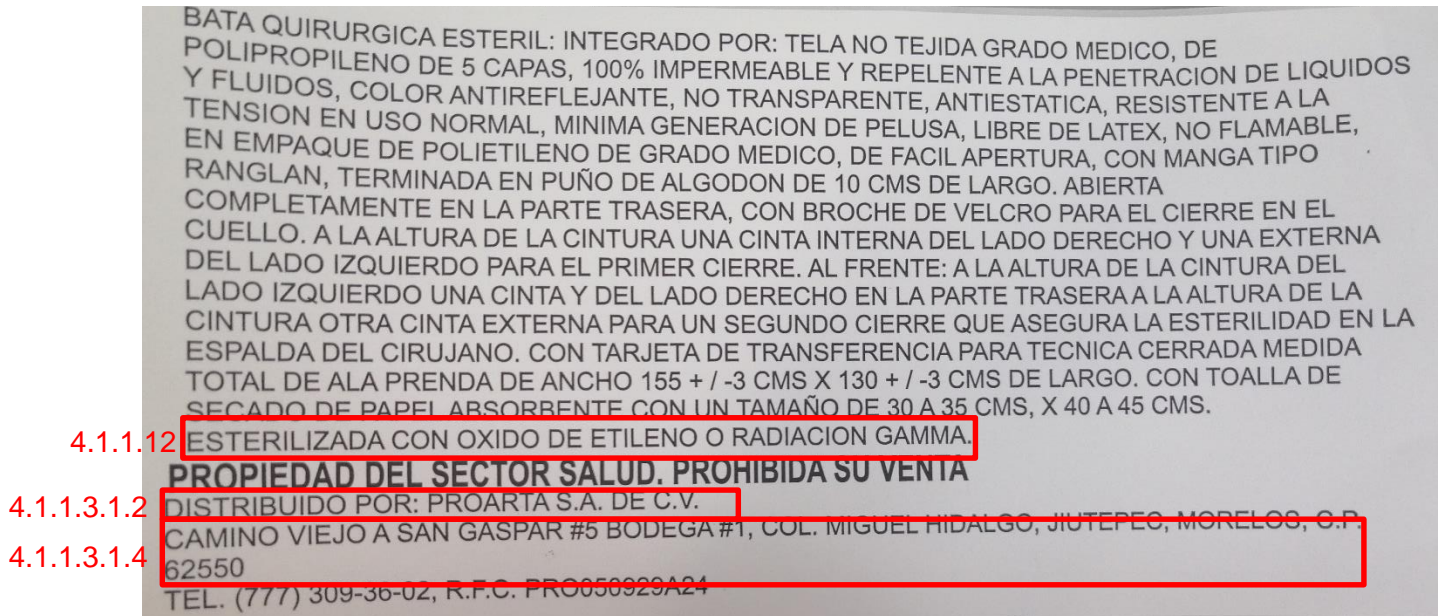 BATA QUIRURGICA ESTERIL: INTEGRADO POR: TELA NO TEJIDA GRADO MEDICO, DE
POLIPROPILENO DE 5 CAPAS, 100% IMPERMEABLE Y REPELENTE A LA PENETRACION DE LIQUIDOS
Y FLUIDOS, COLOR ANTIREFLEJANTE, NO TRANSPARENTE, ANTIESTATICA, RESISTENTE A LA
TENSION EN USO NORMAL, MINIMA GENERACION DE PELUSA, LIBRE DE LATEX, NO FLAMABLE,
EN EMPAQUE DE POLIETILENO DE GRADO MEDICO, DE FACIL APERTURA, CON MANGA TIPO
RANGLAN, TERMINADA EN PUÑO DE ALGODON DE 10 CMS DE LARGO. ABIERTA
COMPLETAMENTE EN LA PARTE TRASERA, CON BROCHE DE VELCRO PARA EL CIERRE EN EL
CUELLO. A LA ALTURA DE LA CINTURA UNA CINTA INTERNA DEL LADO DERECHO Y UNA EXTERNA
DEL LADO IZQUIERDO PARA EL PRIMER CIERRE. AL FRENTE: A LA ALTURA DE LA CINTURA DEL
LADO IZQUIERDO UNA CINTA Y DEL LADO DERECHO EN LA PARTE TRASERA A LA ALTURA DE LA
CINTURA OTRA CINTA EXTERNA PARA UN SEGUNDO CIERRE QUE ASEGURA LA ESTERILIDAD EN LA
ESPALDA DEL CIRUJANO. CON TARJETA DE TRANSFERENCIA PARA TECNICA CERRADA MEDIDA
TOTAL DE ALA PRENDA DE ANCHO 155 + / -3 CMS X 130 + / -3 CMS DE LARGO. CON TOALLA DE
SECADO DE PAPEL ABSORBENTE CON UN TAMAÑO DE 30 A 35 CMS, X 40 A 45 CMS.
4.1.1.12 ESTERILIZADA CON OXIDO DE ETILENO O RADIACION GAMMA.
PROPIEDAD DEL SECTOR SALUD. PROHIBIDA SU VENTA
4.1.1.3.1.2 DISTRIBUIDO POR: PROARTA S.A. DE C.V.
CAMINO VIEJO A SAN GASPAR #5 BODEGA #1, COL. MIGUEL HIDALGO, JIUTEPEC, MORELOS, C.P.
4.1.1.3.1.4 62550
TEL. (777) 309-36-02, R.F.C. PRO050929A24